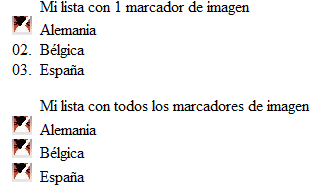 Mi lista con 1 marcador de imagen
Alemania
02. Bélgica
03. España
Mi lista con todos los marcadores de imagen
Alemania
Bélgica
España